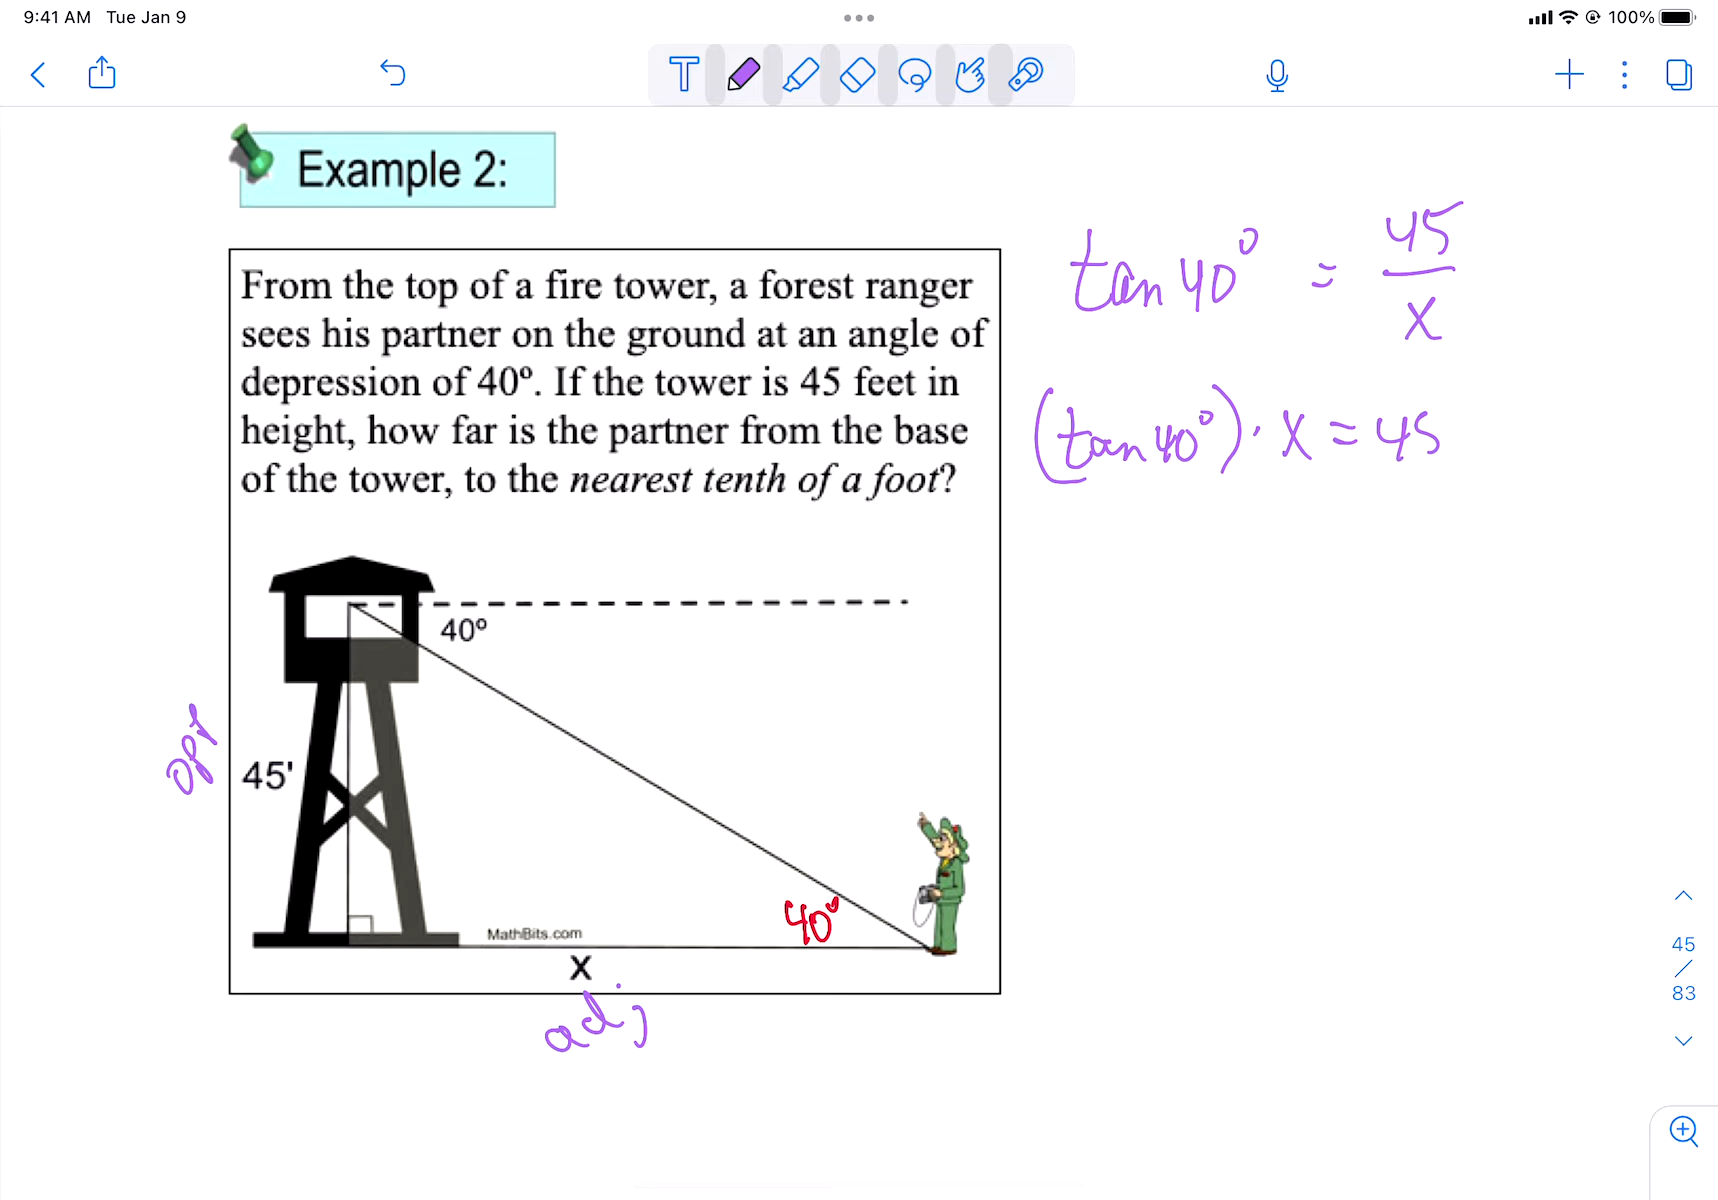 9:41 AM Tue Jan 9
100%
T
Example 2:
From the top of a fire tower, a forest ranger
sees his partner on the ground at an angle of
depression of 40º. If the tower is 45 feet in
height, how far is the partner from the base
of the tower, to the nearest tenth of a foot?
40º
opp
45'
40°
MathBits.com
x
adj
tan 40° = 45/x
(tan 40°) · x = 45
45
/
83